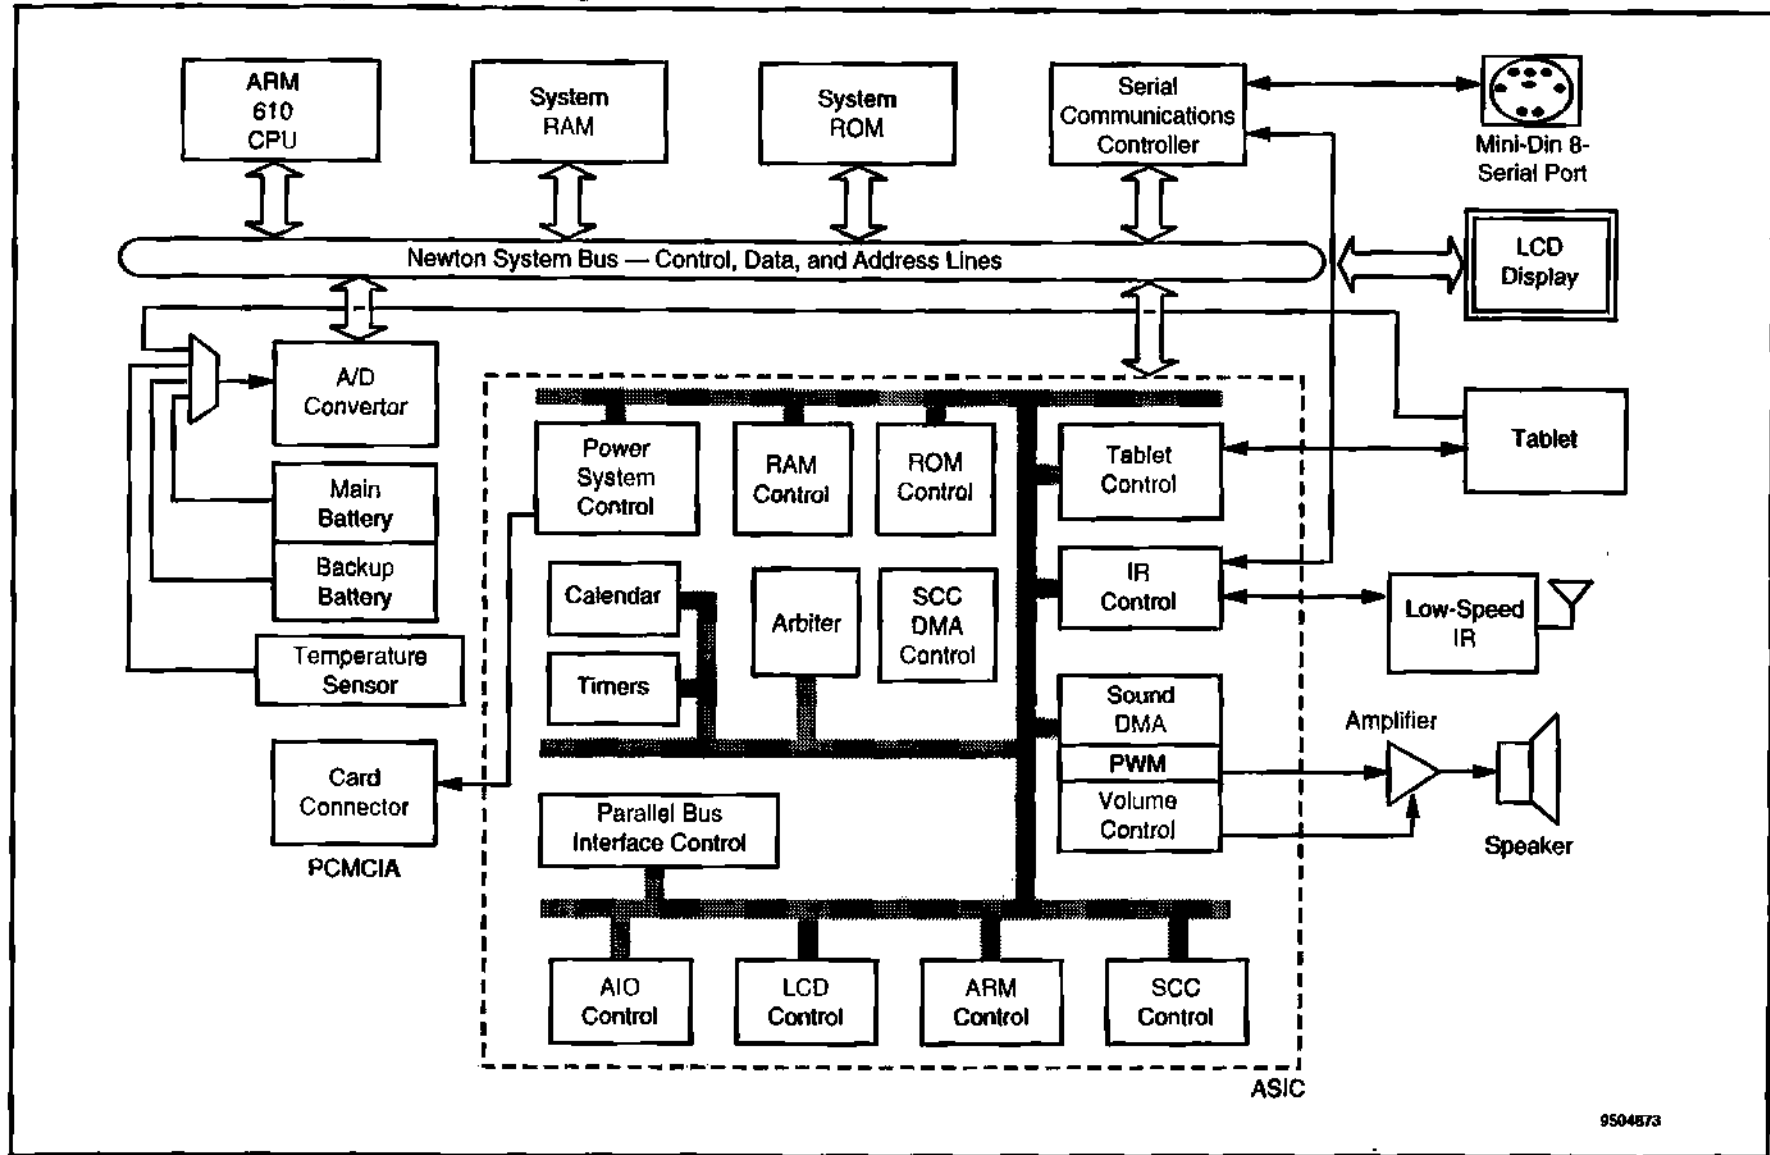 ARM
610
CPU
System
RAM
System
ROM
Serial
Communications
Controller
Mini-Din 8-
Serial Port
Newton System Bus — Control, Data, and Address Lines
LCD
Display
A/D
Convertor
Main
Battery
Backup
Battery
Temperature
Sensor
Card
Connector
PCMCIA
Power
System
Control
RAM
Control
ROM
Control
Tablet
Control
Tablet
Calendar
Timers
Arbiter
SCC
DMA
Control
IR
Control
Low-Speed
IR
Sound
DMA
PWM
Volume
Control
Amplifier
Speaker
Parallel Bus
Interface Control
AIO
Control
LCD
Control
ARM
Control
SCC
Control
ASIC
9504873